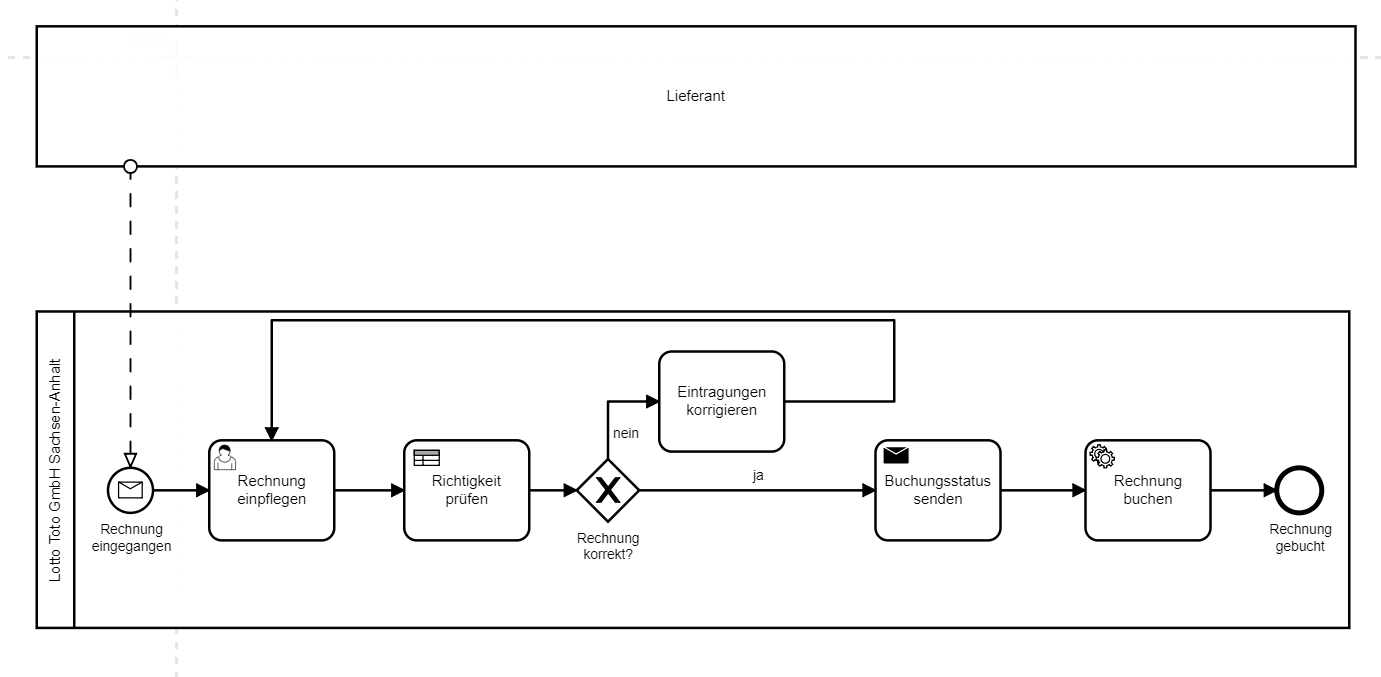 Lieferant
Lotto Toto GmbH Sachsen-Anhalt
Rechnung
eingegangen
Rechnung
einpflegen
Richtigkeit
prüfen
Rechnung
korrekt?
nein
Eintragungen
korrigieren
ja
Buchungsstatus
senden
Rechnung
buchen
Rechnung
gebucht